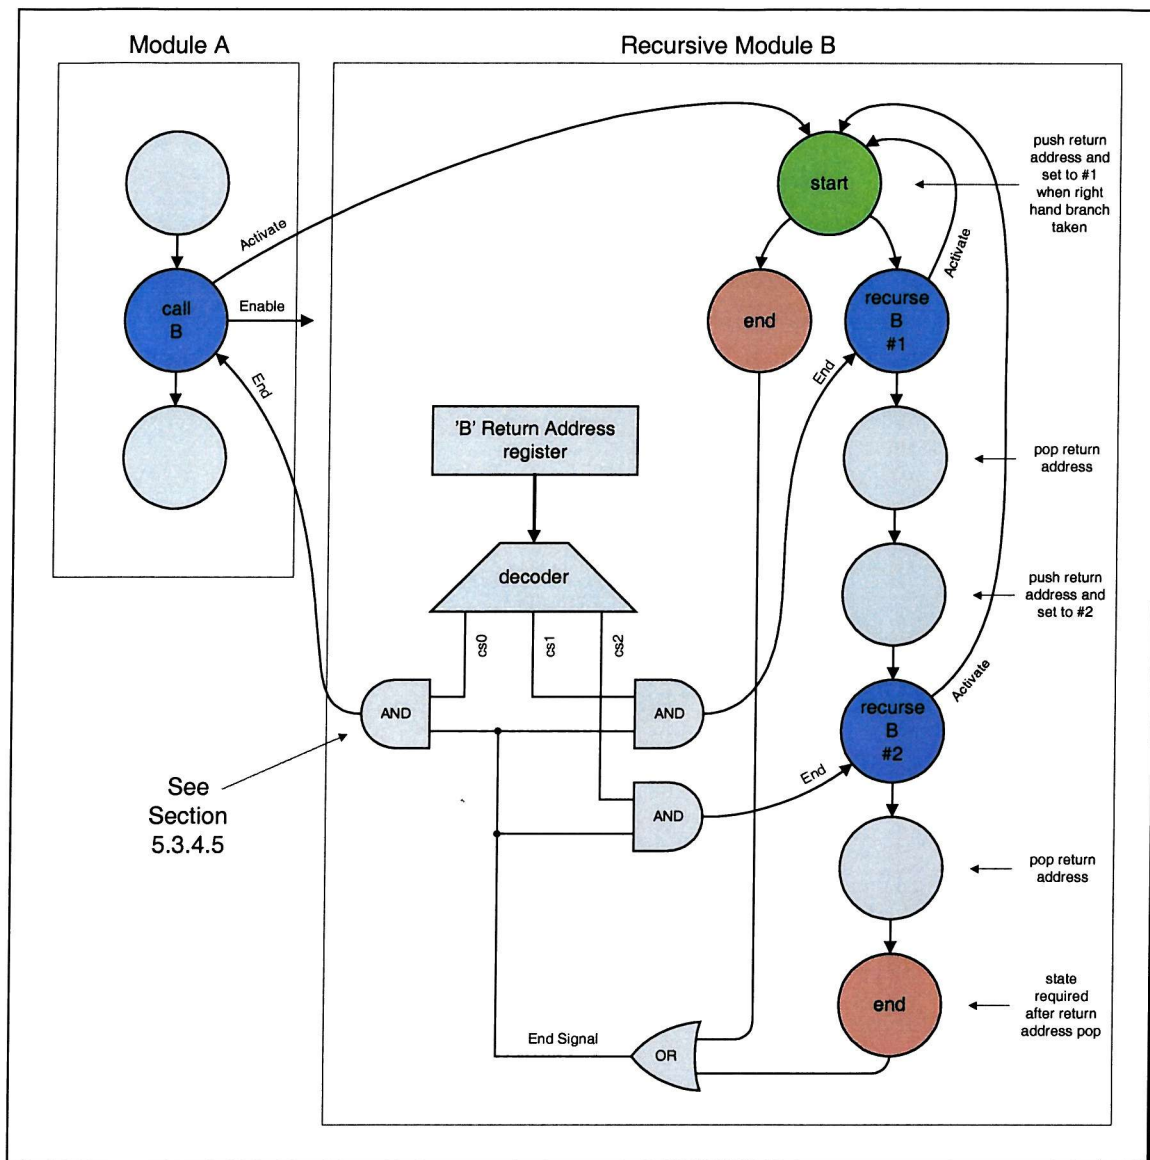 Module A
Recursive Module B
Activate
call
B
Enable
End
start
push return
address and
set to #1
when right
hand branch
taken
Activate
end
recurse
B
#1
End
'B' Return Address
register
pop return
address
decoder
cs0
cs1
cs2
push return
address and
set to #2
Activate
AND
AND
recurse
B
#2
See
Section
5.3.4.5
End
AND
pop return
address
end
state
required
after return
address pop
End Signal
OR